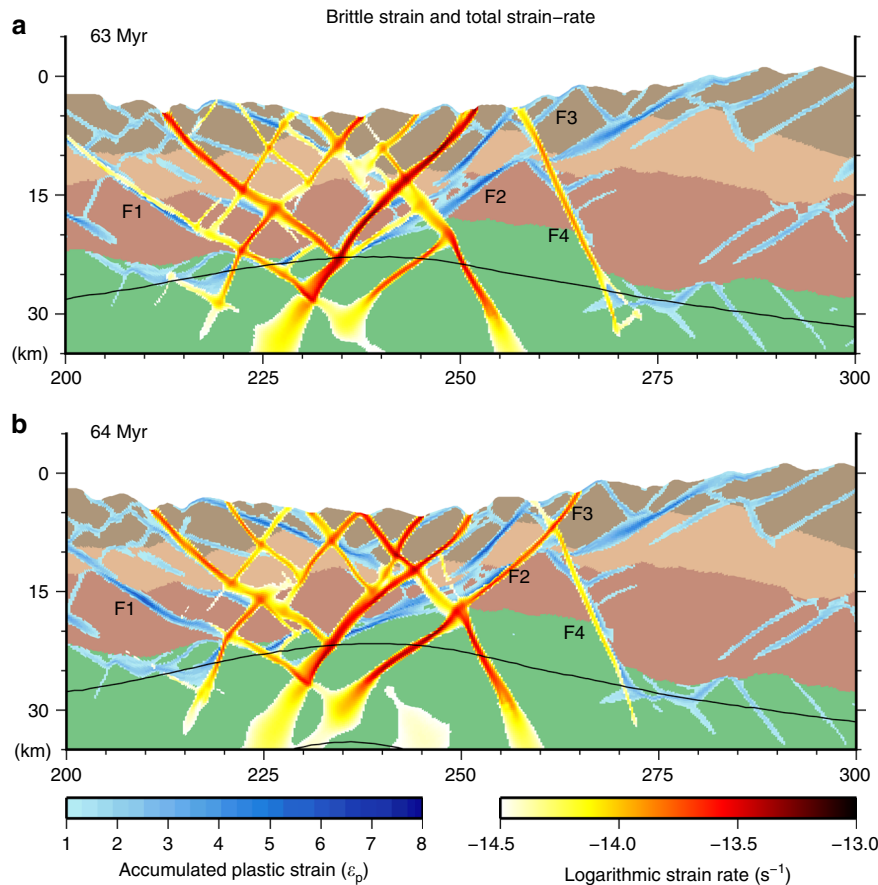 Brittle strain and total strain–rate
a
63 Myr
0
15
30
(km)
F1
F2
F3
F4
200 225 250 275 300
b
64 Myr
0
15
30
(km)
F1
F2
F3
F4
200 225 250 275 300
1 2 3 4 5 6 7 8
Accumulated plastic strain (εp)
−14.5 −14.0 −13.5 −13.0
Logarithmic strain rate (s⁻¹)